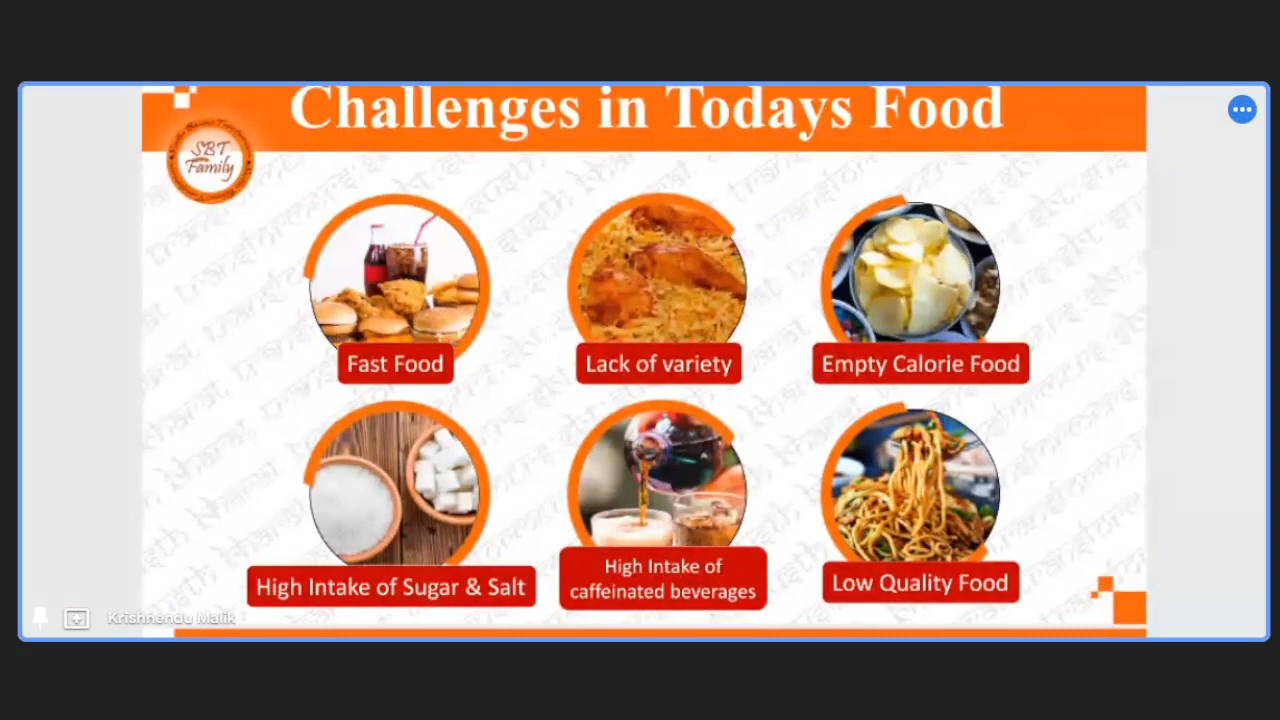 Challenges in Todays Food
SBT
Family
Fast Food
Lack of variety
Empty Calorie Food
High Intake of Sugar & Salt
High Intake of
caffeinated beverages
Low Quality Food
Krishnendu Malik